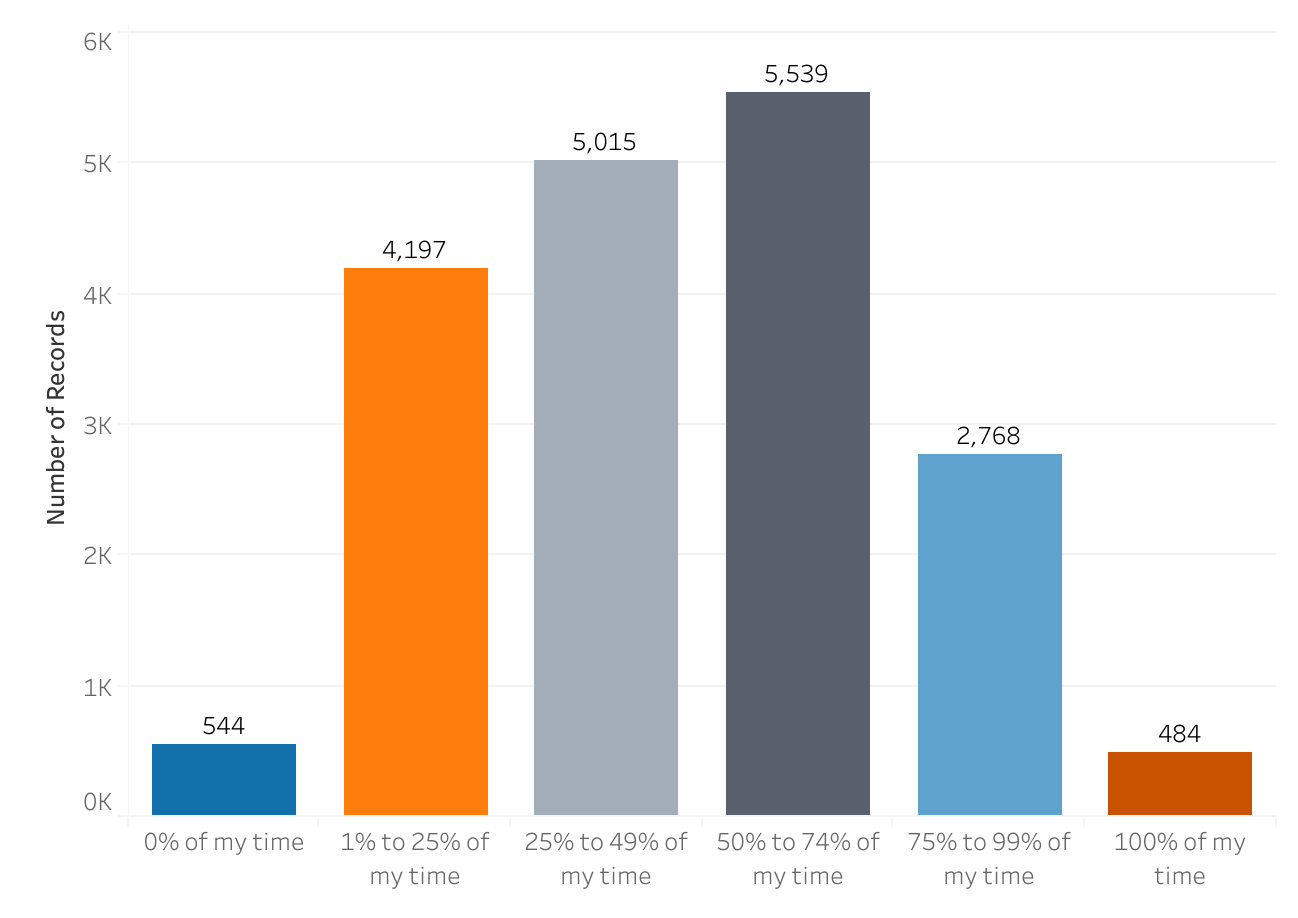 6K
5K
4K
3K
2K
1K
0K
Number of Records
544
4,197
5,015
5,539
2,768
484
0% of my time
1% to 25% of
my time
25% to 49% of
my time
50% to 74% of
my time
75% to 99% of
my time
100% of my
time